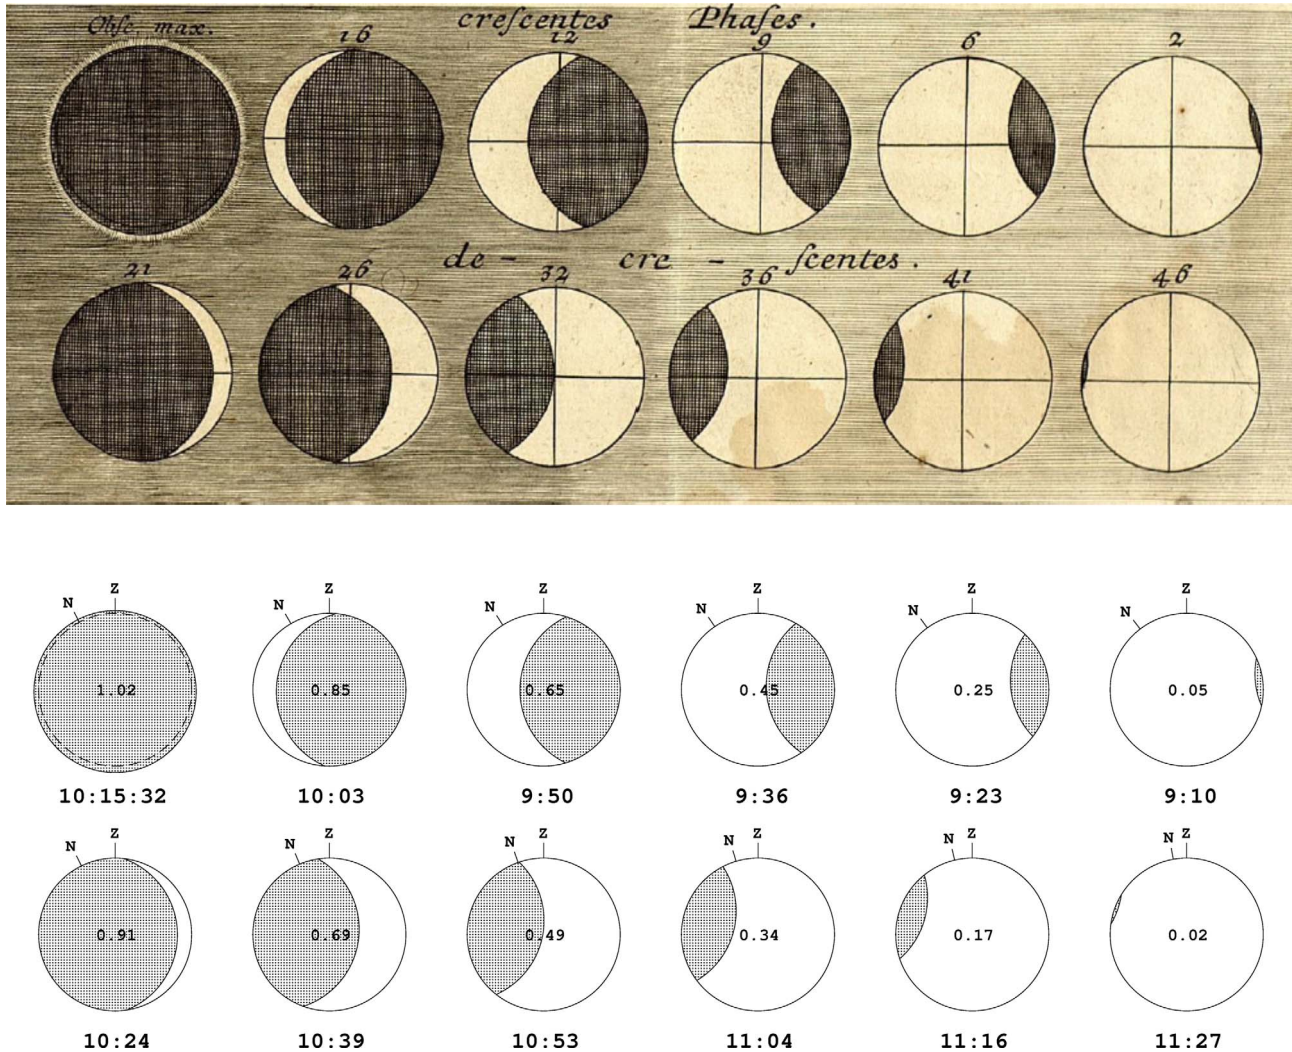 Obsc. max. creſcentes Phaſes.
16 12 9 6 2
de - cre - ſcentes.
21 26 32 36 41 46
N Z N Z N Z N Z N Z N Z
1.02 0.85 0.65 0.45 0.25 0.05
10:15:32 10:03 9:50 9:36 9:23 9:10
N Z N Z N Z N Z N Z N Z
0.91 0.69 0.49 0.34 0.17 0.02
10:24 10:39 10:53 11:04 11:16 11:27